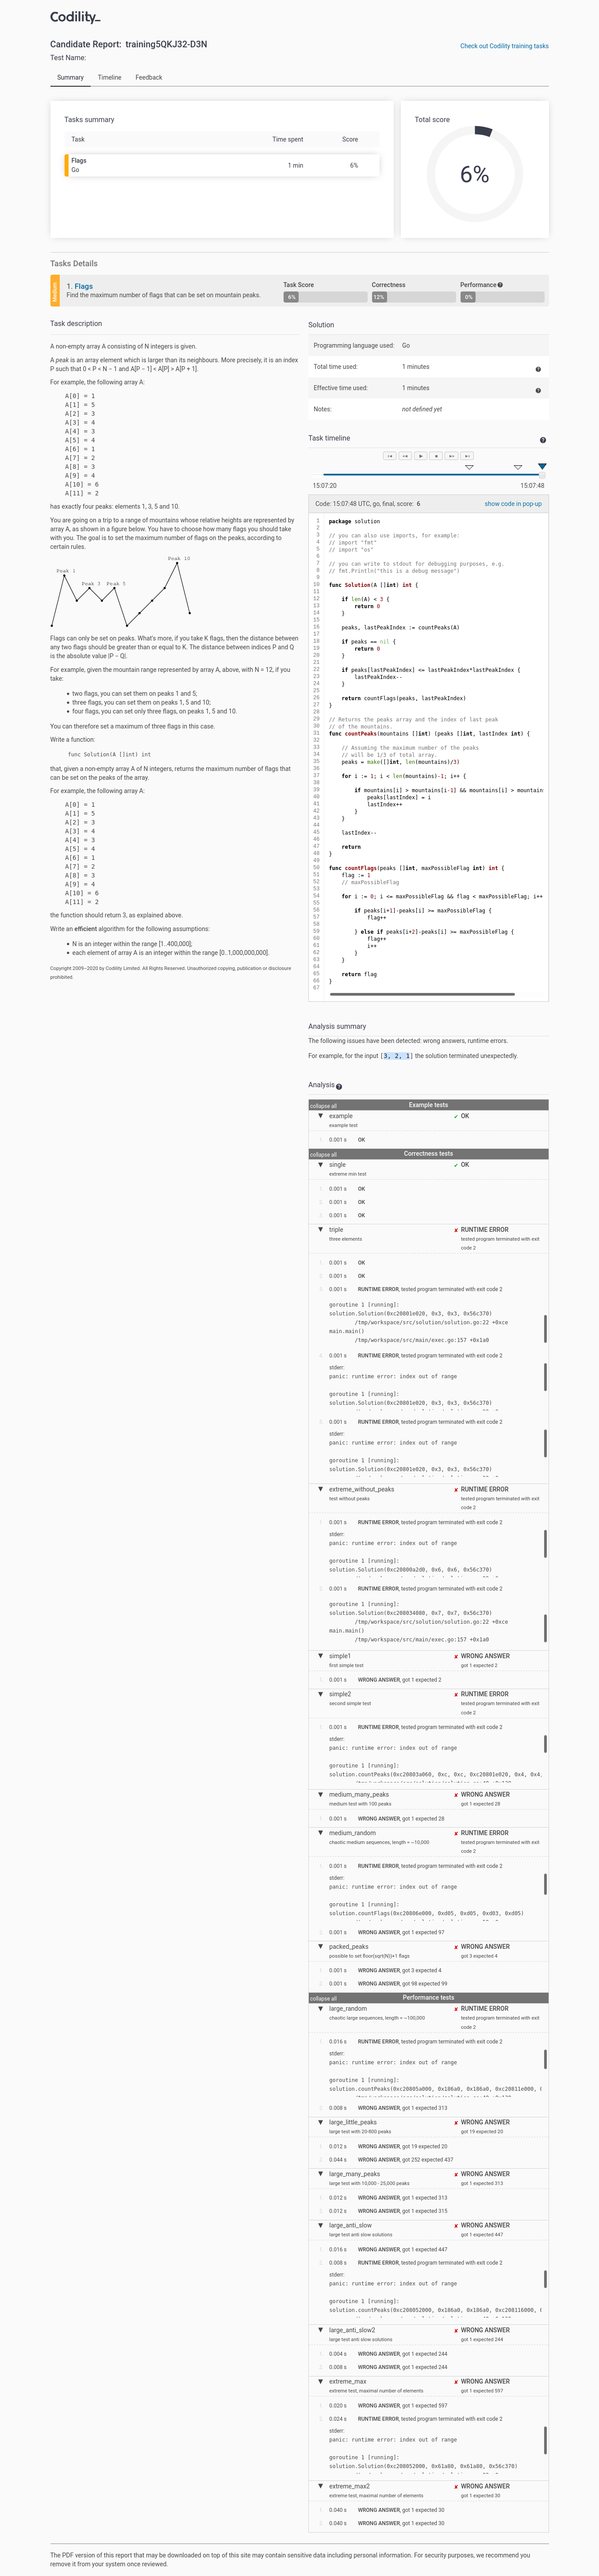 Codility_
Candidate Report: training5QKJ32-D3N
Check out Codility training tasks
Test Name:
Summary Timeline Feedback
Tasks summary
Task Time spent Score
Flags
Go
1 min 6%
Total score
6%
Tasks Details
Medium
1. Flags
Find the maximum number of flags that can be set on mountain peaks.
Task Score
6%
Correctness
12%
Performance
0%
Task description
A non-empty array A consisting of N integers is given.
A peak is an array element which is larger than its neighbours. More precisely, it is an index
P such that 0 < P < N − 1 and A[P − 1] < A[P] > A[P + 1].
For example, the following array A:
A[0] = 1
A[1] = 5
A[2] = 3
A[3] = 4
A[4] = 3
A[5] = 4
A[6] = 1
A[7] = 2
A[8] = 3
A[9] = 4
A[10] = 6
A[11] = 2
has exactly four peaks: elements 1, 3, 5 and 10.
You are going on a trip to a range of mountains whose relative heights are represented by
array A, as shown in a figure below. You have to choose how many flags you should take
with you. The goal is to set the maximum number of flags on the peaks, according to
certain rules.
Peak 1
Peak 3 Peak 5
Peak 10
Flags can only be set on peaks. What's more, if you take K flags, then the distance between
any two flags should be greater than or equal to K. The distance between indices P and Q
is the absolute value |P − Q|.
For example, given the mountain range represented by array A, above, with N = 12, if you
take:
two flags, you can set them on peaks 1 and 5;
three flags, you can set them on peaks 1, 5 and 10;
four flags, you can set only three flags, on peaks 1, 5 and 10.
You can therefore set a maximum of three flags in this case.
Write a function:
func Solution(A []int) int
that, given a non-empty array A of N integers, returns the maximum number of flags that
can be set on the peaks of the array.
For example, the following array A:
A[0] = 1
A[1] = 5
A[2] = 3
A[3] = 4
A[4] = 3
A[5] = 4
A[6] = 1
A[7] = 2
A[8] = 3
A[9] = 4
A[10] = 6
A[11] = 2
the function should return 3, as explained above.
Write an efficient algorithm for the following assumptions:
N is an integer within the range [1..400,000];
each element of array A is an integer within the range [0..1,000,000,000].
Copyright 2009–2020 by Codility Limited. All Rights Reserved. Unauthorized copying, publication or disclosure
prohibited.
Solution
Programming language used: Go
Total time used: 1 minutes
Effective time used: 1 minutes
Notes: not defined yet
Task timeline
15:07:20 15:07:48
Code: 15:07:48 UTC, go, final, score: 6 show code in pop-up
1 package solution
2
3 // you can also use imports, for example:
4 // import "fmt"
5 // import "os"
6
7 // you can write to stdout for debugging purposes, e.g.
8 // fmt.Println("this is a debug message")
9
10 func Solution(A []int) int {
11
12 if len(A) < 3 {
13 return 0
14 }
15
16 peaks, lastPeakIndex := countPeaks(A)
17
18 if peaks == nil {
19 return 0
20 }
21
22 if peaks[lastPeakIndex] <= lastPeakIndex*lastPeakIndex {
23 lastPeakIndex--
24 }
25
26 return countFlags(peaks, lastPeakIndex)
27 }
28
29 // Returns the peaks array and the index of last peak
30 // of the mountains.
31 func countPeaks(mountains []int) (peaks []int, lastIndex int) {
32
33 // Assuming the maximum number of the peaks
34 // will be 1/3 of total array.
35 peaks = make([]int, len(mountains)/3)
36
37 for i := 1; i < len(mountains)-1; i++ {
38
39 if mountains[i] > mountains[i-1] && mountains[i] > mountain
40 peaks[lastIndex] = i
41 lastIndex++
42 }
43 }
44
45 lastIndex--
46
47 return
48 }
49
50 func countFlags(peaks []int, maxPossibleFlag int) int {
51 flag := 1
52 // maxPossibleFlag
53
54 for i := 0; i <= maxPossibleFlag && flag < maxPossibleFlag; i++
55
56 if peaks[i+1]-peaks[i] >= maxPossibleFlag {
57 flag++
58
59 } else if peaks[i+2]-peaks[i] >= maxPossibleFlag {
60 flag++
61 i++
62 }
63 }
64
65 return flag
66 }
67
Analysis summary
The following issues have been detected: wrong answers, runtime errors.
For example, for the input [3, 2, 1] the solution terminated unexpectedly.
Analysis
collapse all Example tests
example OK
example test
1. 0.001 s OK
collapse all Correctness tests
single OK
extreme min test
1. 0.001 s OK
2. 0.001 s OK
3. 0.001 s OK
triple RUNTIME ERROR
three elements tested program terminated with exit
code 2
1. 0.001 s OK
2. 0.001 s OK
3. 0.001 s RUNTIME ERROR, tested program terminated with exit code 2
goroutine 1 [running]:
solution.Solution(0xc20801e020, 0x3, 0x3, 0x56c370)
/tmp/workspace/src/solution/solution.go:22 +0xce
main.main()
/tmp/workspace/src/main/exec.go:157 +0x1a0
4. 0.001 s RUNTIME ERROR, tested program terminated with exit code 2
stderr:
panic: runtime error: index out of range
goroutine 1 [running]:
solution.Solution(0xc20801e020, 0x3, 0x3, 0x56c370)
5. 0.001 s RUNTIME ERROR, tested program terminated with exit code 2
stderr:
panic: runtime error: index out of range
goroutine 1 [running]:
solution.Solution(0xc20801e020, 0x3, 0x3, 0x56c370)
extreme_without_peaks RUNTIME ERROR
test without peaks tested program terminated with exit
code 2
1. 0.001 s RUNTIME ERROR, tested program terminated with exit code 2
stderr:
panic: runtime error: index out of range
goroutine 1 [running]:
solution.Solution(0xc20800a2d0, 0x6, 0x6, 0x56c370)
2. 0.001 s RUNTIME ERROR, tested program terminated with exit code 2
goroutine 1 [running]:
solution.Solution(0xc208034080, 0x7, 0x7, 0x56c370)
/tmp/workspace/src/solution/solution.go:22 +0xce
main.main()
/tmp/workspace/src/main/exec.go:157 +0x1a0
simple1 WRONG ANSWER
first simple test got 1 expected 2
1. 0.001 s WRONG ANSWER, got 1 expected 2
simple2 RUNTIME ERROR
second simple test tested program terminated with exit
code 2
1. 0.001 s RUNTIME ERROR, tested program terminated with exit code 2
stderr:
panic: runtime error: index out of range
goroutine 1 [running]:
solution.countPeaks(0xc20803a060, 0xc, 0xc, 0xc20801e020, 0x4, 0x4,
medium_many_peaks WRONG ANSWER
medium test with 100 peaks got 1 expected 28
1. 0.001 s WRONG ANSWER, got 1 expected 28
medium_random RUNTIME ERROR
chaotic medium sequences, length = ~10,000 tested program terminated with exit
code 2
1. 0.001 s RUNTIME ERROR, tested program terminated with exit code 2
stderr:
panic: runtime error: index out of range
goroutine 1 [running]:
solution.countFlags(0xc20806e000, 0xd05, 0xd05, 0xd03, 0xd05)
2. 0.001 s WRONG ANSWER, got 1 expected 97
packed_peaks WRONG ANSWER
possible to set floor(sqrt(N))+1 flags got 3 expected 4
1. 0.001 s WRONG ANSWER, got 3 expected 4
2. 0.001 s WRONG ANSWER, got 98 expected 99
collapse all Performance tests
large_random RUNTIME ERROR
chaotic large sequences, length = ~100,000 tested program terminated with exit
code 2
1. 0.016 s RUNTIME ERROR, tested program terminated with exit code 2
stderr:
panic: runtime error: index out of range
goroutine 1 [running]:
solution.countPeaks(0xc20805a000, 0x186a0, 0x186a0, 0xc20811e000,
2. 0.008 s WRONG ANSWER, got 1 expected 313
large_little_peaks WRONG ANSWER
large test with 20-800 peaks got 19 expected 20
1. 0.012 s WRONG ANSWER, got 19 expected 20
2. 0.044 s WRONG ANSWER, got 252 expected 437
large_many_peaks WRONG ANSWER
large test with 10,000 - 25,000 peaks got 1 expected 313
1. 0.012 s WRONG ANSWER, got 1 expected 313
2. 0.012 s WRONG ANSWER, got 1 expected 315
large_anti_slow WRONG ANSWER
large test anti slow solutions got 1 expected 447
1. 0.016 s WRONG ANSWER, got 1 expected 447
2. 0.008 s RUNTIME ERROR, tested program terminated with exit code 2
stderr:
panic: runtime error: index out of range
goroutine 1 [running]:
solution.countPeaks(0xc208052000, 0x186a0, 0x186a0, 0xc208116000,
large_anti_slow2 WRONG ANSWER
large test anti slow solutions got 1 expected 244
1. 0.004 s WRONG ANSWER, got 1 expected 244
2. 0.008 s WRONG ANSWER, got 1 expected 244
extreme_max WRONG ANSWER
extreme test, maximal number of elements got 1 expected 597
1. 0.020 s WRONG ANSWER, got 1 expected 597
2. 0.024 s RUNTIME ERROR, tested program terminated with exit code 2
stderr:
panic: runtime error: index out of range
goroutine 1 [running]:
solution.Solution(0xc208052000, 0x61a80, 0x61a80, 0x56c370)
extreme_max2 WRONG ANSWER
extreme test, maximal number of elements got 1 expected 30
1. 0.040 s WRONG ANSWER, got 1 expected 30
2. 0.040 s WRONG ANSWER, got 1 expected 30
The PDF version of this report that may be downloaded on top of this site may contain sensitive data including personal information. For security purposes, we recommend you
remove it from your system once reviewed.